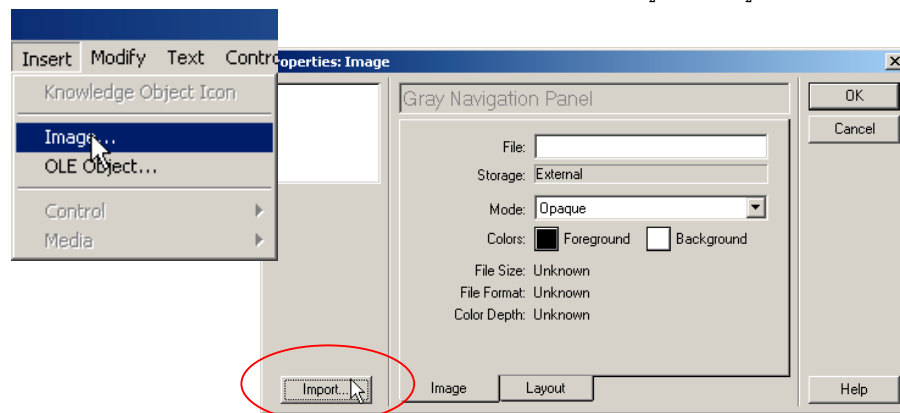 Insert Modify Text Contro
Knowledge Object Icon
Image...
OLE Object...
Control
Media
operties: Image
Gray Navigation Panel
OK
Cancel
File:
Storage: External
Mode: Opaque
Colors: Foreground Background
File Size: Unknown
File Format: Unknown
Color Depth: Unknown
Import...
Image Layout
Help